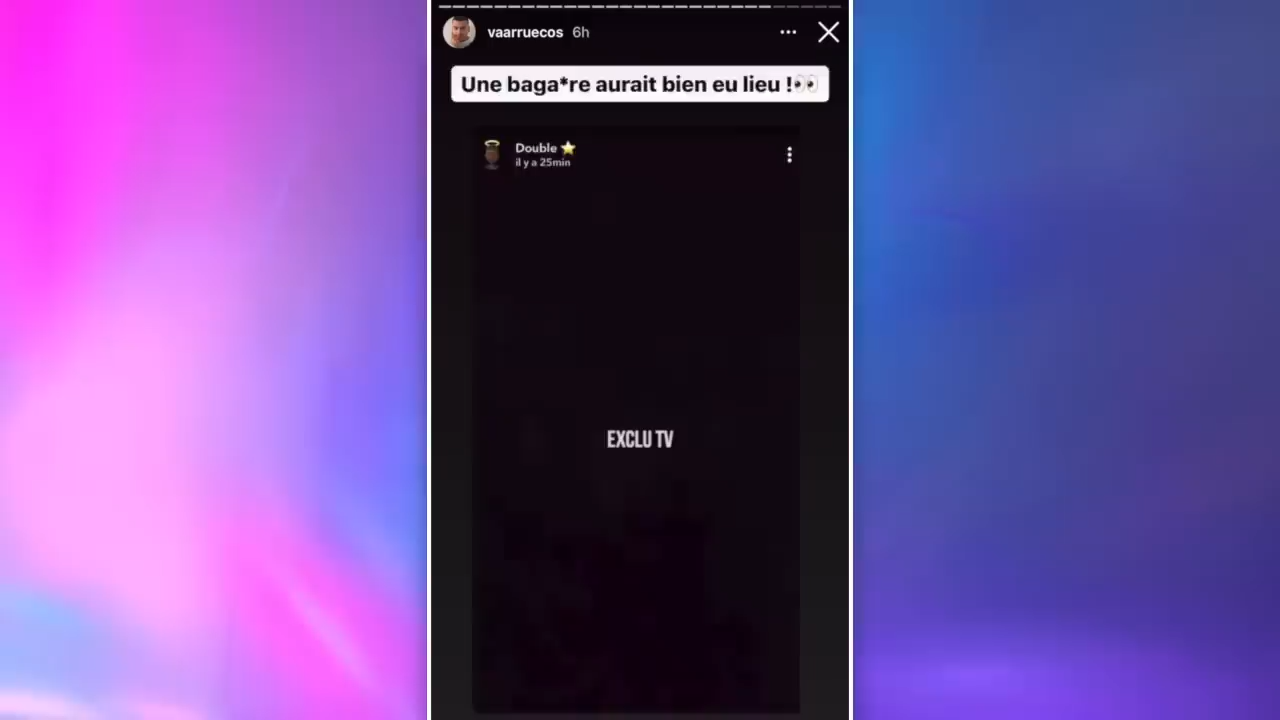 vaarruecos 6h
Une baga*re aurait bien eu lieu !👀
Double ⭐
il y a 25min
EXCLU TV